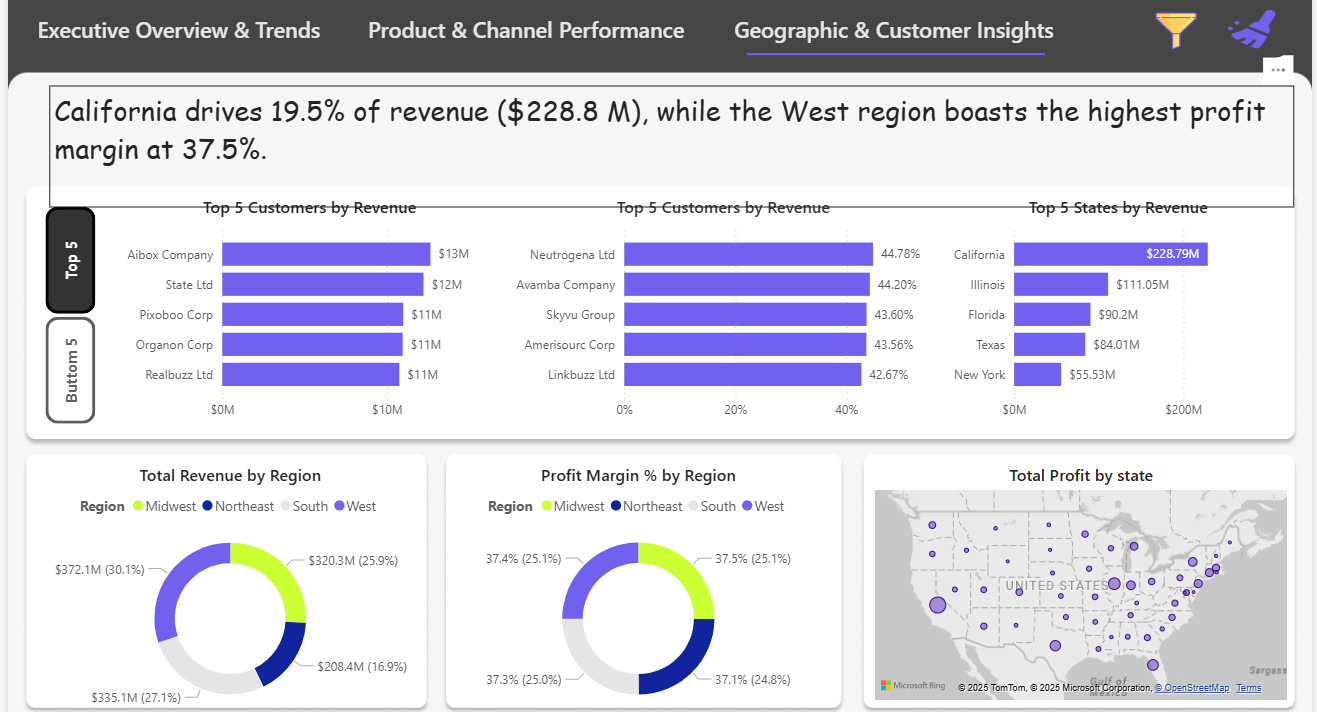 Executive Overview & Trends Product & Channel Performance Geographic & Customer Insights
...
California drives 19.5% of revenue ($228.8 M), while the West region boasts the highest profit
margin at 37.5%.
Top 5
Buttom 5
Top 5 Customers by Revenue
Aibox Company $13M
State Ltd $12M
Pixoboo Corp $11M
Organon Corp $11M
Realbuzz Ltd $11M
$0M $10M
Top 5 Customers by Revenue
Neutrogena Ltd 44.78%
Avamba Company 44.20%
Skyvu Group 43.60%
Amerisourc Corp 43.56%
Linkbuzz Ltd 42.67%
0% 20% 40%
Top 5 States by Revenue
California $228.79M
Illinois $111.05M
Florida $90.2M
Texas $84.01M
New York $55.53M
$0M $200M
Total Revenue by Region
Region Midwest Northeast South West
$372.1M (30.1%)
$320.3M (25.9%)
$208.4M (16.9%)
$335.1M (27.1%)
Profit Margin % by Region
Region Midwest Northeast South West
37.4% (25.1%)
37.5% (25.1%)
37.3% (25.0%)
37.1% (24.8%)
Total Profit by state
UNITED STATES
Gulf of
Mexico
Sargass
Microsoft Bing
© 2025 TomTom, © 2025 Microsoft Corporation, © OpenStreetMap Terms